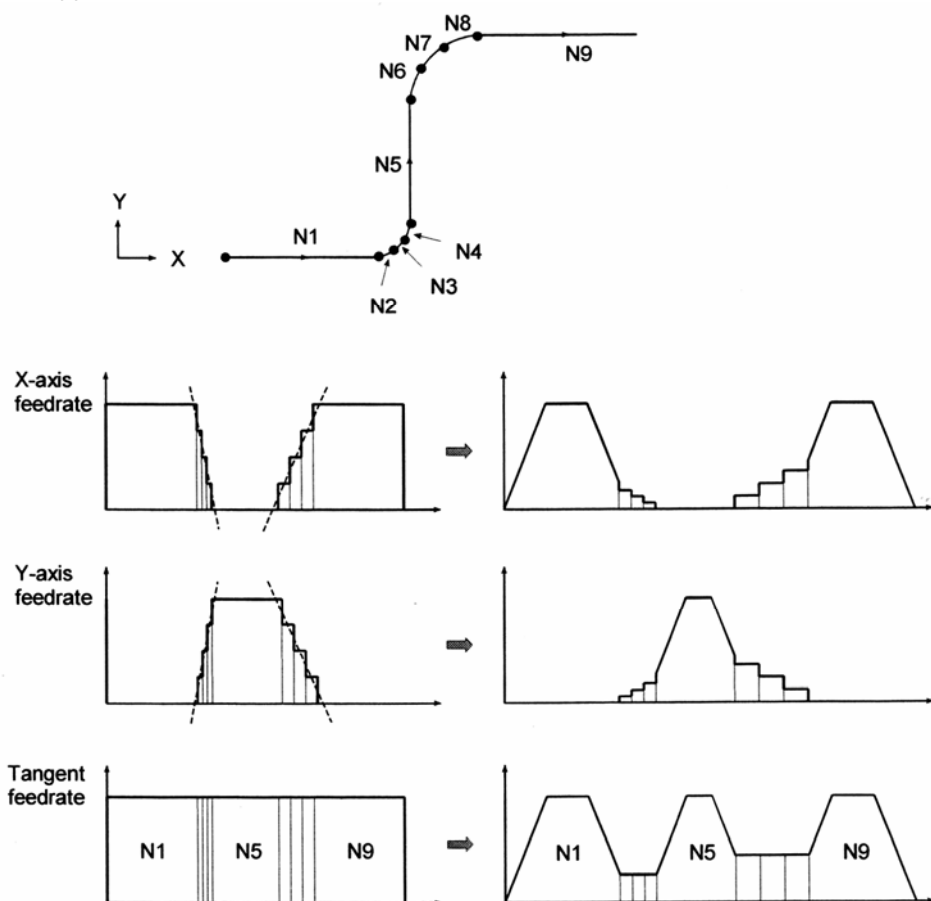 N8
N7
N9
N6
N5
Y
N1
X
N4
N3
N2
X-axis
feedrate
Y-axis
feedrate
Tangent
feedrate
N1
N5
N9
N1
N5
N9